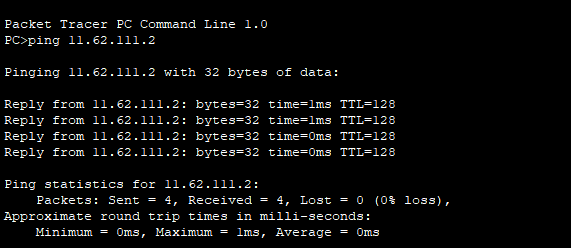 Packet Tracer PC Command Line 1.0
PC>ping 11.62.111.2
Pinging 11.62.111.2 with 32 bytes of data:
Reply from 11.62.111.2: bytes=32 time=1ms TTL=128
Reply from 11.62.111.2: bytes=32 time=1ms TTL=128
Reply from 11.62.111.2: bytes=32 time=0ms TTL=128
Reply from 11.62.111.2: bytes=32 time=0ms TTL=128
Ping statistics for 11.62.111.2:
Packets: Sent = 4, Received = 4, Lost = 0 (0% loss),
Approximate round trip times in milli-seconds:
Minimum = 0ms, Maximum = 1ms, Average = 0ms